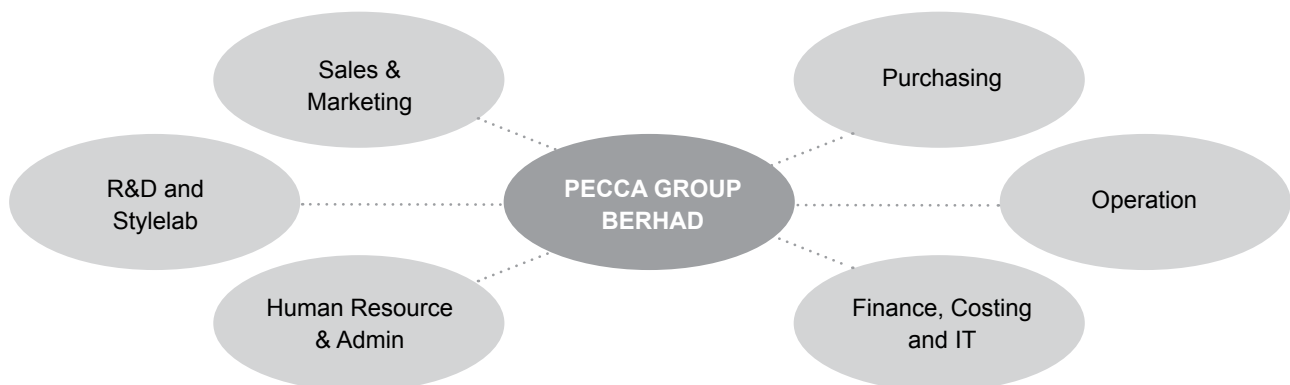 Sales &
Marketing
Purchasing
R&D and
Stylelab
PECCA GROUP
BERHAD
Operation
Human Resource
& Admin
Finance, Costing
and IT